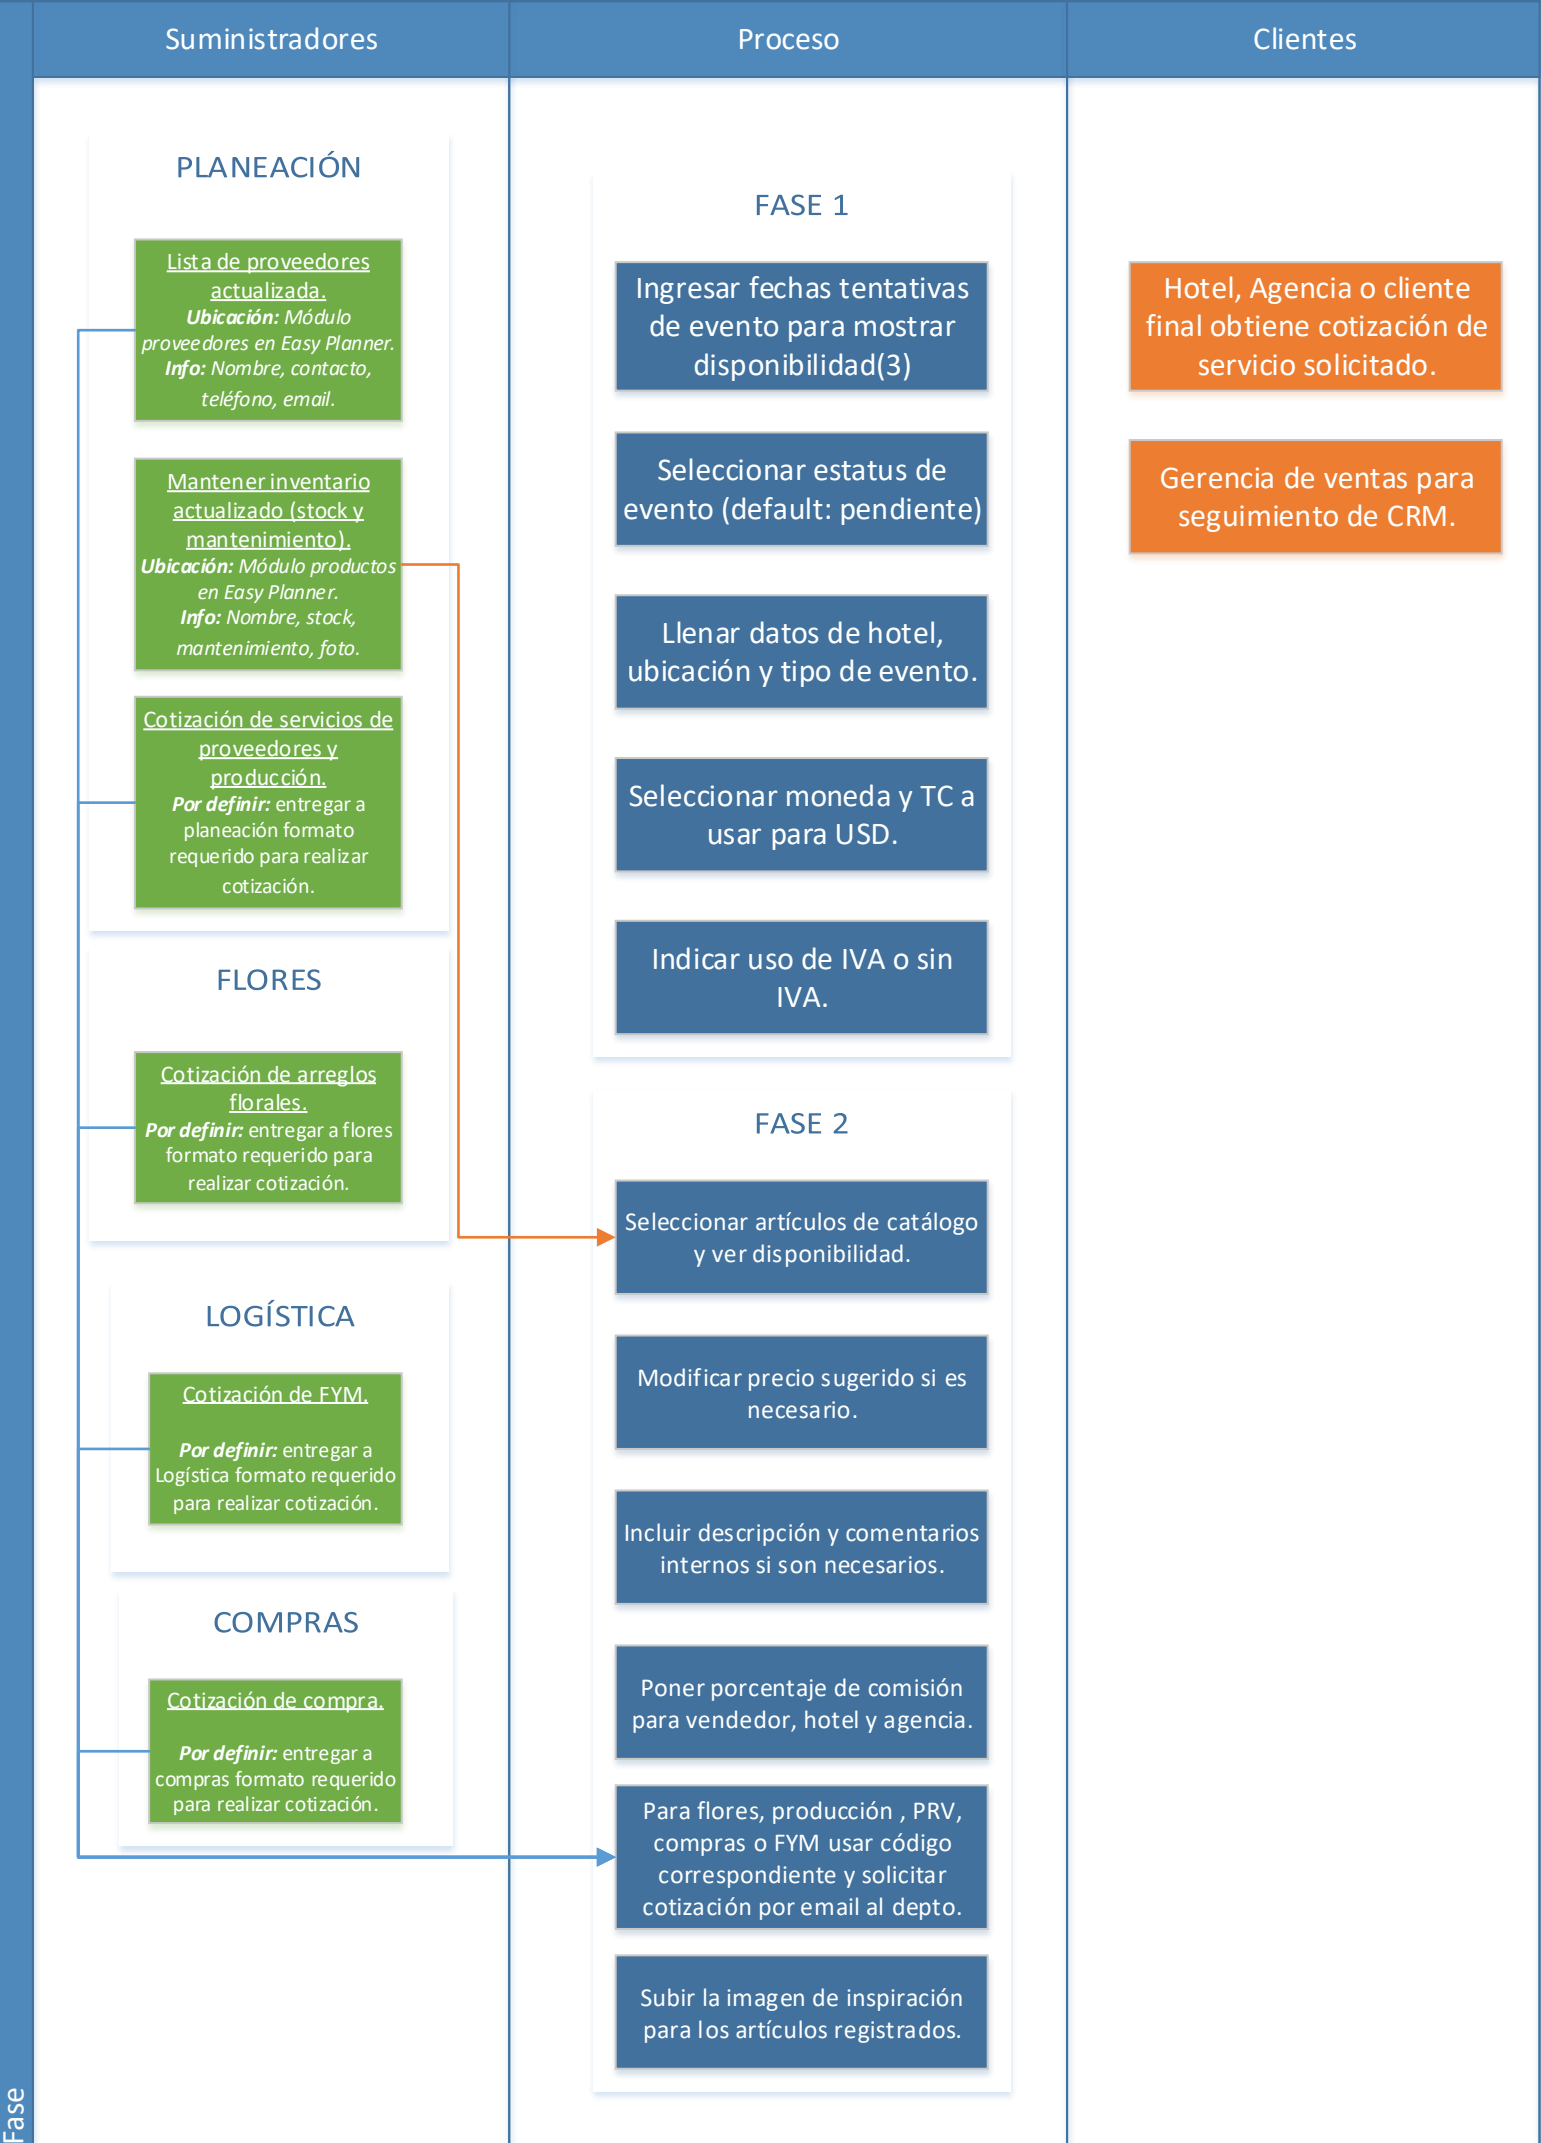 Suministradores
Proceso
Clientes
PLANEACIÓN
Lista de proveedores
actualizada.
Ubicación: Módulo
proveedores en Easy Planner.
Info: Nombre, contacto,
teléfono, email.
Mantener inventario
actualizado (stock y
mantenimiento).
Ubicación: Módulo productos
en Easy Planner.
Info: Nombre, stock,
mantenimiento, foto.
Cotización de servicios de
proveedores y
producción.
Por definir: entregar a
planeación formato
requerido para realizar
cotización.
FLORES
Cotización de arreglos
florales.
Por definir: entregar a flores
formato requerido para
realizar cotización.
LOGÍSTICA
Cotización de FYM.
Por definir: entregar a
Logística formato requerido
para realizar cotización.
COMPRAS
Cotización de compra.
Por definir: entregar a
compras formato requerido
para realizar cotización.
FASE 1
Ingresar fechas tentativas
de evento para mostrar
disponibilidad(3)
Seleccionar estatus de
evento (default: pendiente)
Llenar datos de hotel,
ubicación y tipo de evento.
Seleccionar moneda y TC a
usar para USD.
Indicar uso de IVA o sin
IVA.
FASE 2
Seleccionar artículos de catálogo
y ver disponibilidad.
Modificar precio sugerido si es
necesario.
Incluir descripción y comentarios
internos si son necesarios.
Poner porcentaje de comisión
para vendedor, hotel y agencia.
Para flores, producción , PRV,
compras o FYM usar código
correspondiente y solicitar
cotización por email al depto.
Subir la imagen de inspiración
para los artículos registrados.
Hotel, Agencia o cliente
final obtiene cotización de
servicio solicitado.
Gerencia de ventas para
seguimiento de CRM.
Fase